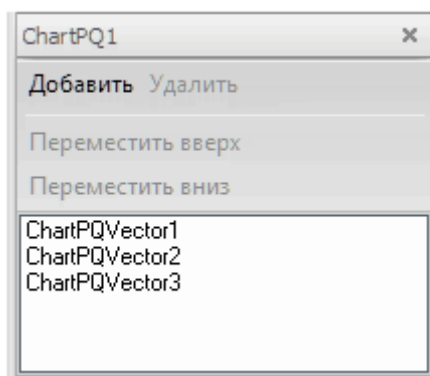 ChartPQ1
Добавить Удалить
Переместить вверх
Переместить вниз
ChartPQVector1
ChartPQVector2
ChartPQVector3